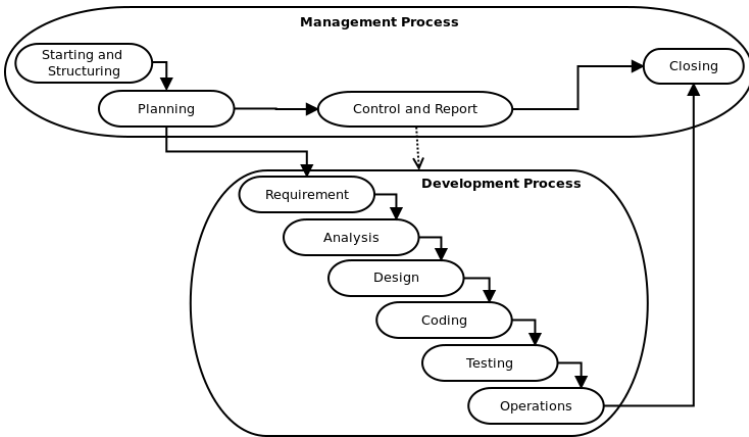 Management Process
Starting and
Structuring
Closing
Planning
Control and Report
Development Process
Requirement
Analysis
Design
Coding
Testing
Operations